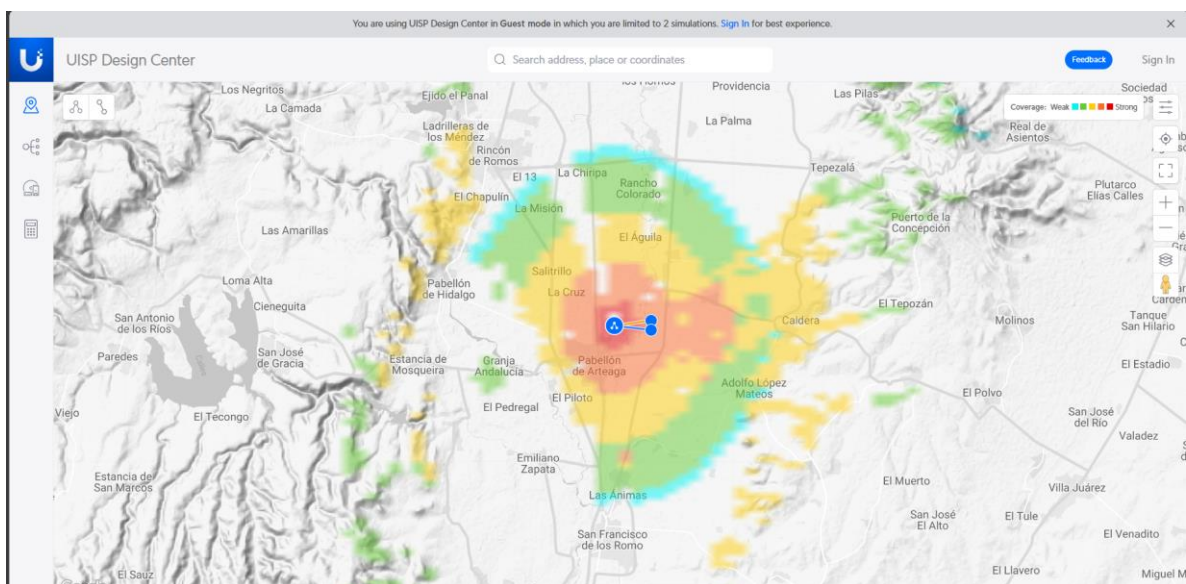 You are using UISP Design Center in Guest mode in which you are limited to 2 simulations. Sign In for best experience.
UISP Design Center
Search address, place or coordinates
Feedback
Sign In
Coverage: Weak Strong
Los Negritos
La Camada
Ejido el Panal
Providencia
Las Pilas
Sociedad
Ladrilleras de
los Méndez
La Palma
Real de
Asientos
Rincón
de Romos
El 13
La Chiripa
Rancho
Colorado
Tepezalá
Plutarco
Elías Calles
El Chapulín
La Misión
Puerto de la
Concepción
Las Amarillas
El Águila
Loma Alta
Salitrillo
Pabellón
de Hidalgo
La Cruz
Cieneguita
El Tepozán
San Antonio
de los Ríos
Caldera
Molinos
Tanque
San Hilario
Paredes
San José
de Gracia
Estancia de
Mosqueira
Granja
Andalucía
Pabellón
de Arteaga
El Estadio
Adolfo López
Mateos
El Polvo
El Piloto
El Pedregal
Viejo
El Tecongo
San José
del Río
Valadez
Emiliano
Zapata
Estancia de
San Marcos
El Muerto
Villa Juárez
Las Ánimas
San José
El Alto
El Tule
San Francisco
de los Romo
El Venadito
El Sauz
El Llavero
Miguel M